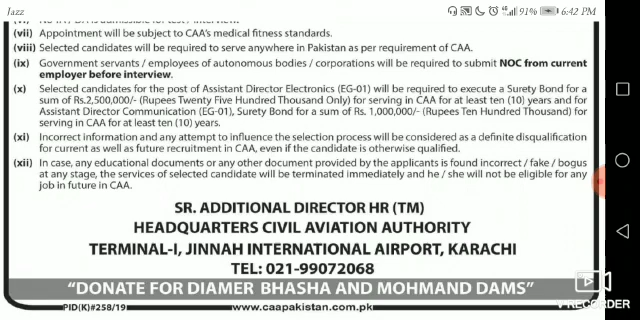 Jazz
91% 6:42 PM
(vii) Appointment will be subject to CAA's medical fitness standards.
(viii) Selected candidates will be required to serve anywhere in Pakistan as per requirement of CAA.
(ix) Government servants / employees of autonomous bodies / corporations will be required to submit NOC from current
employer before interview.
(x) Selected candidates for the post of Assistant Director Electronics (EG-01) will be required to execute a Surety Bond for a
sum of Rs.2,500,000/- (Rupees Twenty Five Hundred Thousand Only) for serving in CAA for at least ten (10) years and for
Assistant Director Communication (EG-01), Surety Bond for a sum of Rs. 1,000,000/- (Rupees Ten Hundred Thousand) for
serving in CAA for at least ten (10) years.
(xi) Incorrect information and any attempt to influence the selection process will be considered as a definite disqualification
for current as well as future recruitment in CAA, even if the candidate is otherwise qualified.
(xii) In case, any educational documents or any other document provided by the applicants is found incorrect / fake / bogus
at any stage, the services of selected candidate will be terminated immediately and he / she will not be eligible for any
job in future in CAA.
SR. ADDITIONAL DIRECTOR HR (TM)
HEADQUARTERS CIVIL AVIATION AUTHORITY
TERMINAL-I, JINNAH INTERNATIONAL AIRPORT, KARACHI
TEL: 021-99072068
"DONATE FOR DIAMER BHASHA AND MOHMAND DAMS"
PID(K)#258/19 www.caapakistan.com.pk
RECORDER